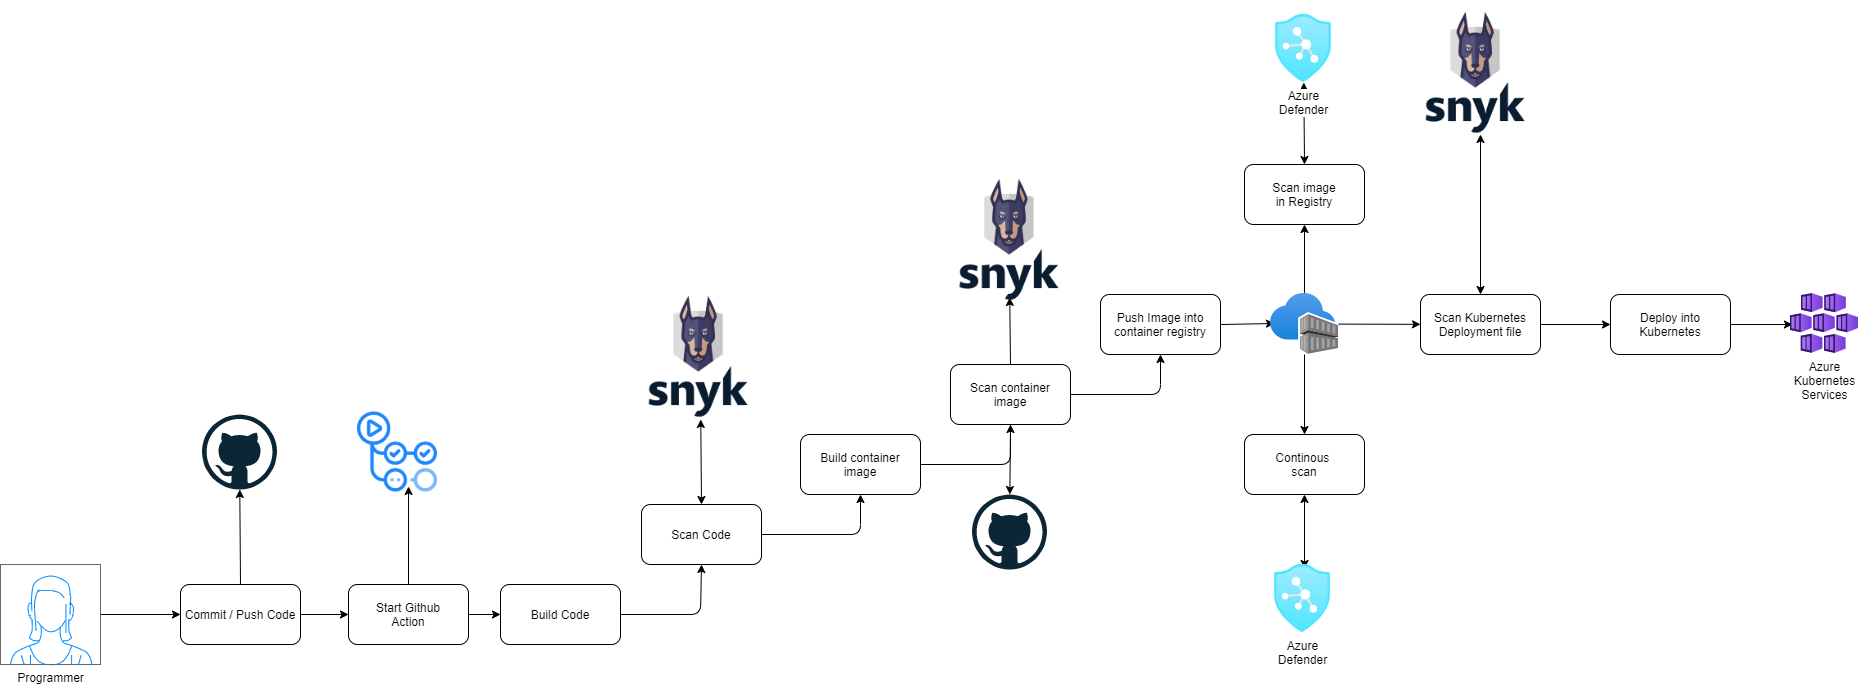 Programmer
Commit / Push Code
Start Github
Action
Build Code
Scan Code
snyk
Build container
image
Scan container
image
snyk
Push Image into
container registry
Scan image
in Registry
Azure
Defender
Continous
scan
Azure
Defender
Scan Kubernetes
Deployment file
snyk
Deploy into
Kubernetes
Azure
Kubernetes
Services